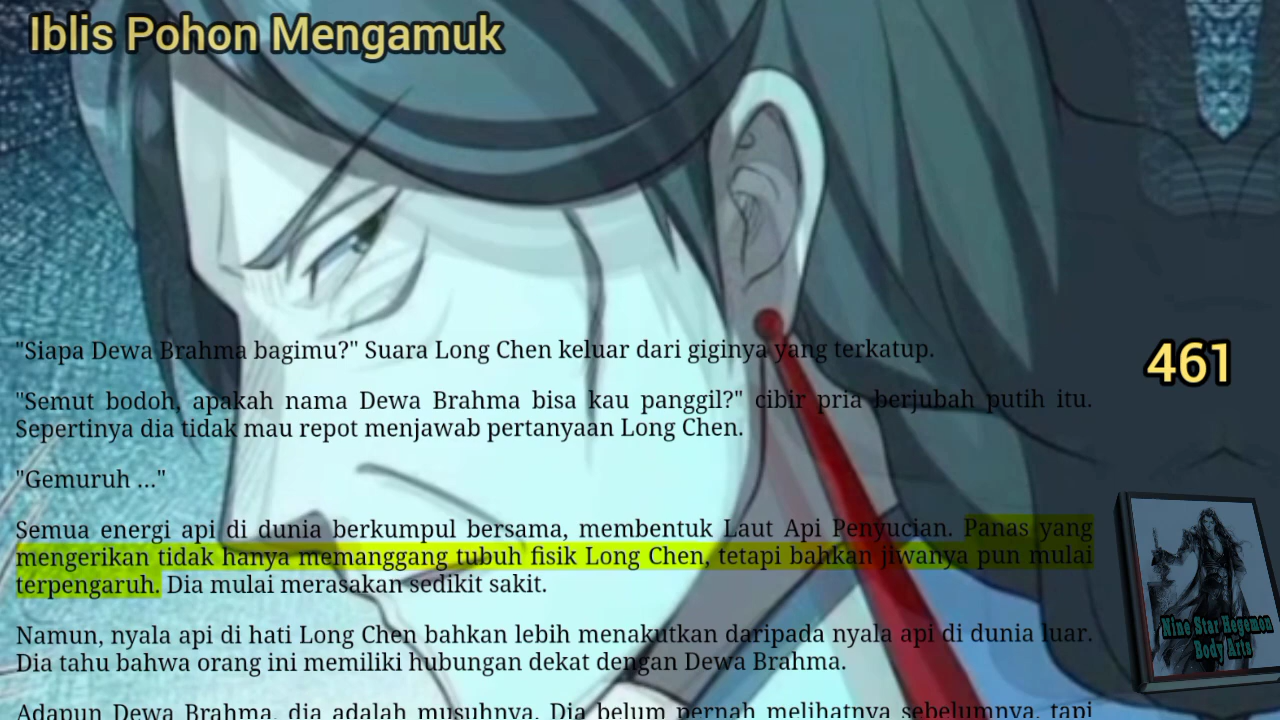 Iblis Pohon Mengamuk
"Siapa Dewa Brahma bagimu?" Suara Long Chen keluar dari giginya yang terkatup.
461
"Semut bodoh, apakah nama Dewa Brahma bisa kau panggil?" cibir pria berjubah putih itu.
Sepertinya dia tidak mau repot menjawab pertanyaan Long Chen.
"Gemuruh ..."
Semua energi api di dunia berkumpul bersama, membentuk Laut Api Penyucian. Panas yang
mengerikan tidak hanya memanggang tubuh fisik Long Chen, tetapi bahkan jiwanya pun mulai
terpengaruh. Dia mulai merasakan sedikit sakit.
Namun, nyala api di hati Long Chen bahkan lebih menakutkan daripada nyala api di dunia luar.
Dia tahu bahwa orang ini memiliki hubungan dekat dengan Dewa Brahma.
Nine Star Hegemon
Body Arts
Adapun Dewa Brahma, dia adalah musuhnya. Dia belum pernah melihatnya sebelumnya, tapi